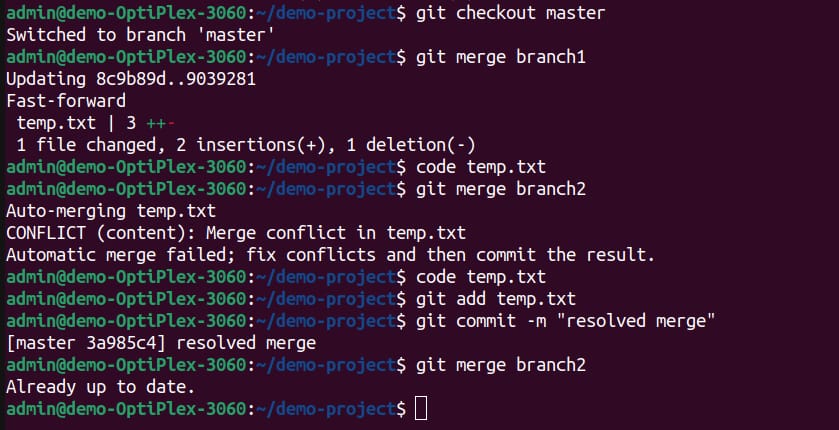 admin@demo-OptiPlex-3060:~/demo-project$ git checkout master
Switched to branch 'master'
admin@demo-OptiPlex-3060:~/demo-project$ git merge branch1
Updating 8c9b89d..9039281
Fast-forward
 temp.txt | 3 ++-
 1 file changed, 2 insertions(+), 1 deletion(-)
admin@demo-OptiPlex-3060:~/demo-project$ code temp.txt
admin@demo-OptiPlex-3060:~/demo-project$ git merge branch2
Auto-merging temp.txt
CONFLICT (content): Merge conflict in temp.txt
Automatic merge failed; fix conflicts and then commit the result.
admin@demo-OptiPlex-3060:~/demo-project$ code temp.txt
admin@demo-OptiPlex-3060:~/demo-project$ git add temp.txt
admin@demo-OptiPlex-3060:~/demo-project$ git commit -m "resolved merge"
[master 3a985c4] resolved merge
admin@demo-OptiPlex-3060:~/demo-project$ git merge branch2
Already up to date.
admin@demo-OptiPlex-3060:~/demo-project$